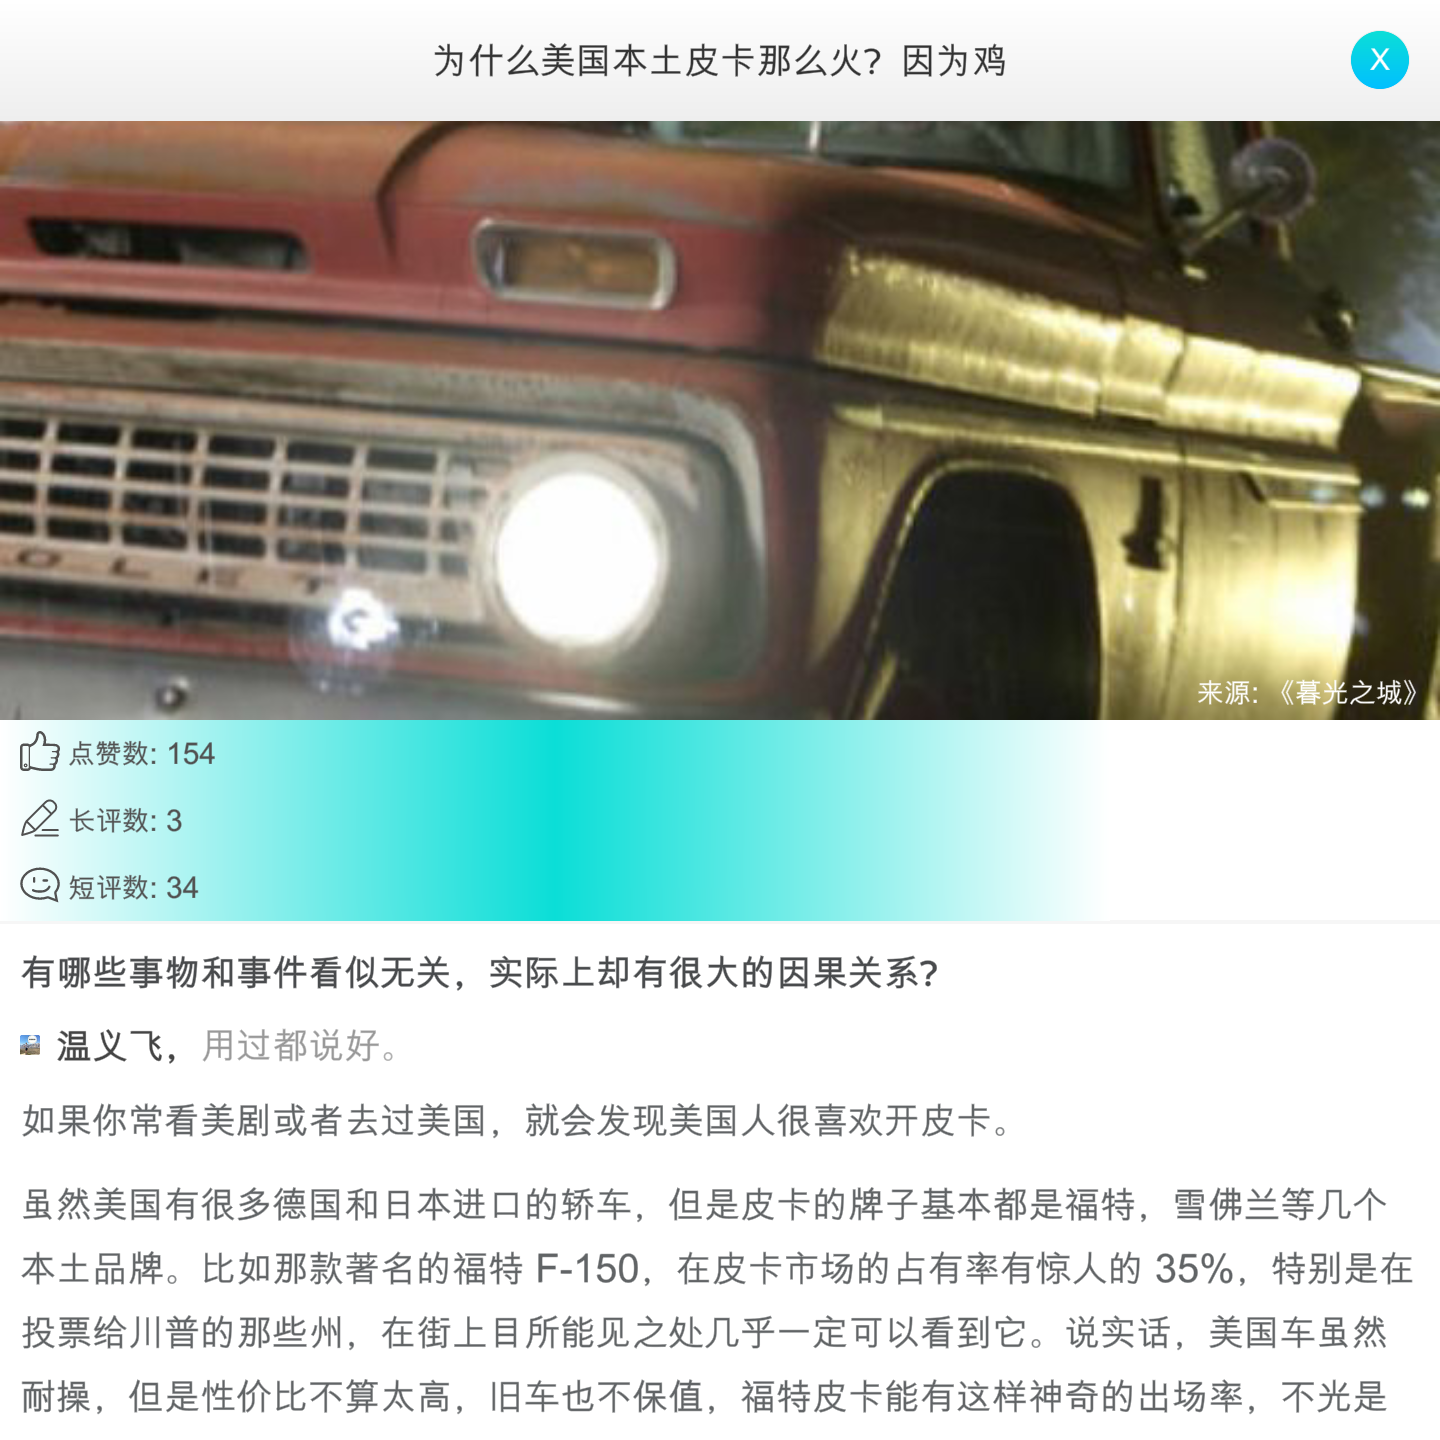 为什么美国本土皮卡那么火？因为鸡
X
OLET
来源：《暮光之城》
点赞数: 154
长评数: 3
短评数: 34
有哪些事物和事件看似无关，实际上却有很大的因果关系？
温义飞，用过都说好。
如果你常看美剧或者去过美国，就会发现美国人很喜欢开皮卡。
虽然美国有很多德国和日本进口的轿车，但是皮卡的牌子基本都是福特，雪佛兰等几个
本土品牌。比如那款著名的福特 F-150，在皮卡市场的占有率有惊人的 35%，特别是在
投票给川普的那些州，在街上目所能见之处几乎一定可以看到它。说实话，美国车虽然
耐操，但是性价比不算太高，旧车也不保值，福特皮卡能有这样神奇的出场率，不光是